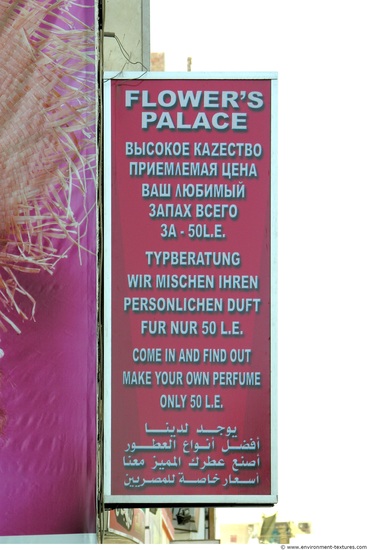 FLOWER'S
PALACE
ВЫСОКОЕ КАZЕСТВО
ПРИЕМЛЕМАЯ ЦЕНА
ВАШ ЛЮБИМЫЙ
ЗАПАХ ВСЕГО
ЗА - 50L.E.
TYPBERATUNG
WIR MISCHEN IHREN
PERSONLICHEN DUFT
FUR NUR 50 L.E.
COME IN AND FIND OUT
MAKE YOUR OWN PERFUME
ONLY 50 L.E.
يوجد لدينا
أفضل أنواع العطور
أصنع عطرك المميز معنا
أسعار خاصة للمصريين
© www.environment-textures.com